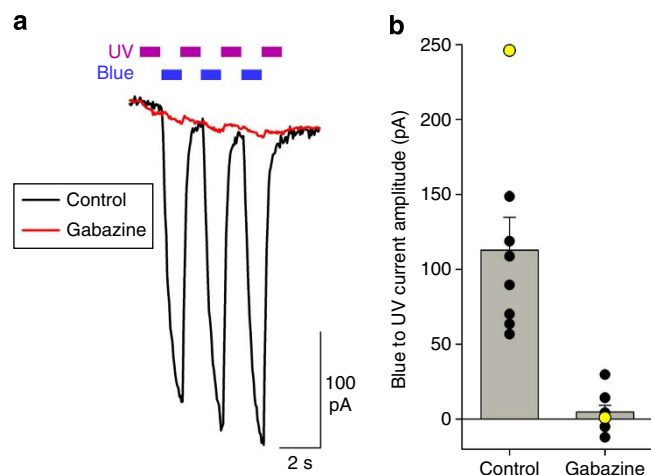 a
UV
Blue
Control
Gabazine
100
pA
2 s
b
Blue to UV current amplitude (pA)
250
200
150
100
50
0
Control
Gabazine